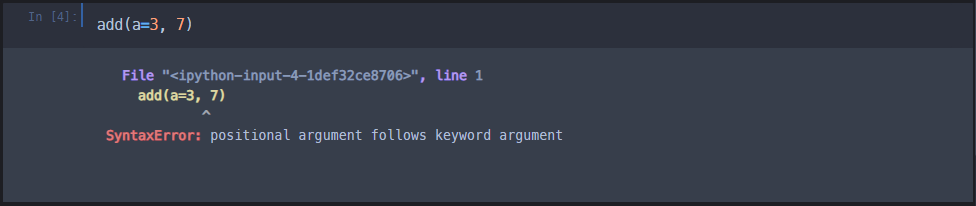 In [4]: add(a=3, 7)
File "<ipython-input-4-1def32ce8706>", line 1
add(a=3, 7)
^
SyntaxError: positional argument follows keyword argument